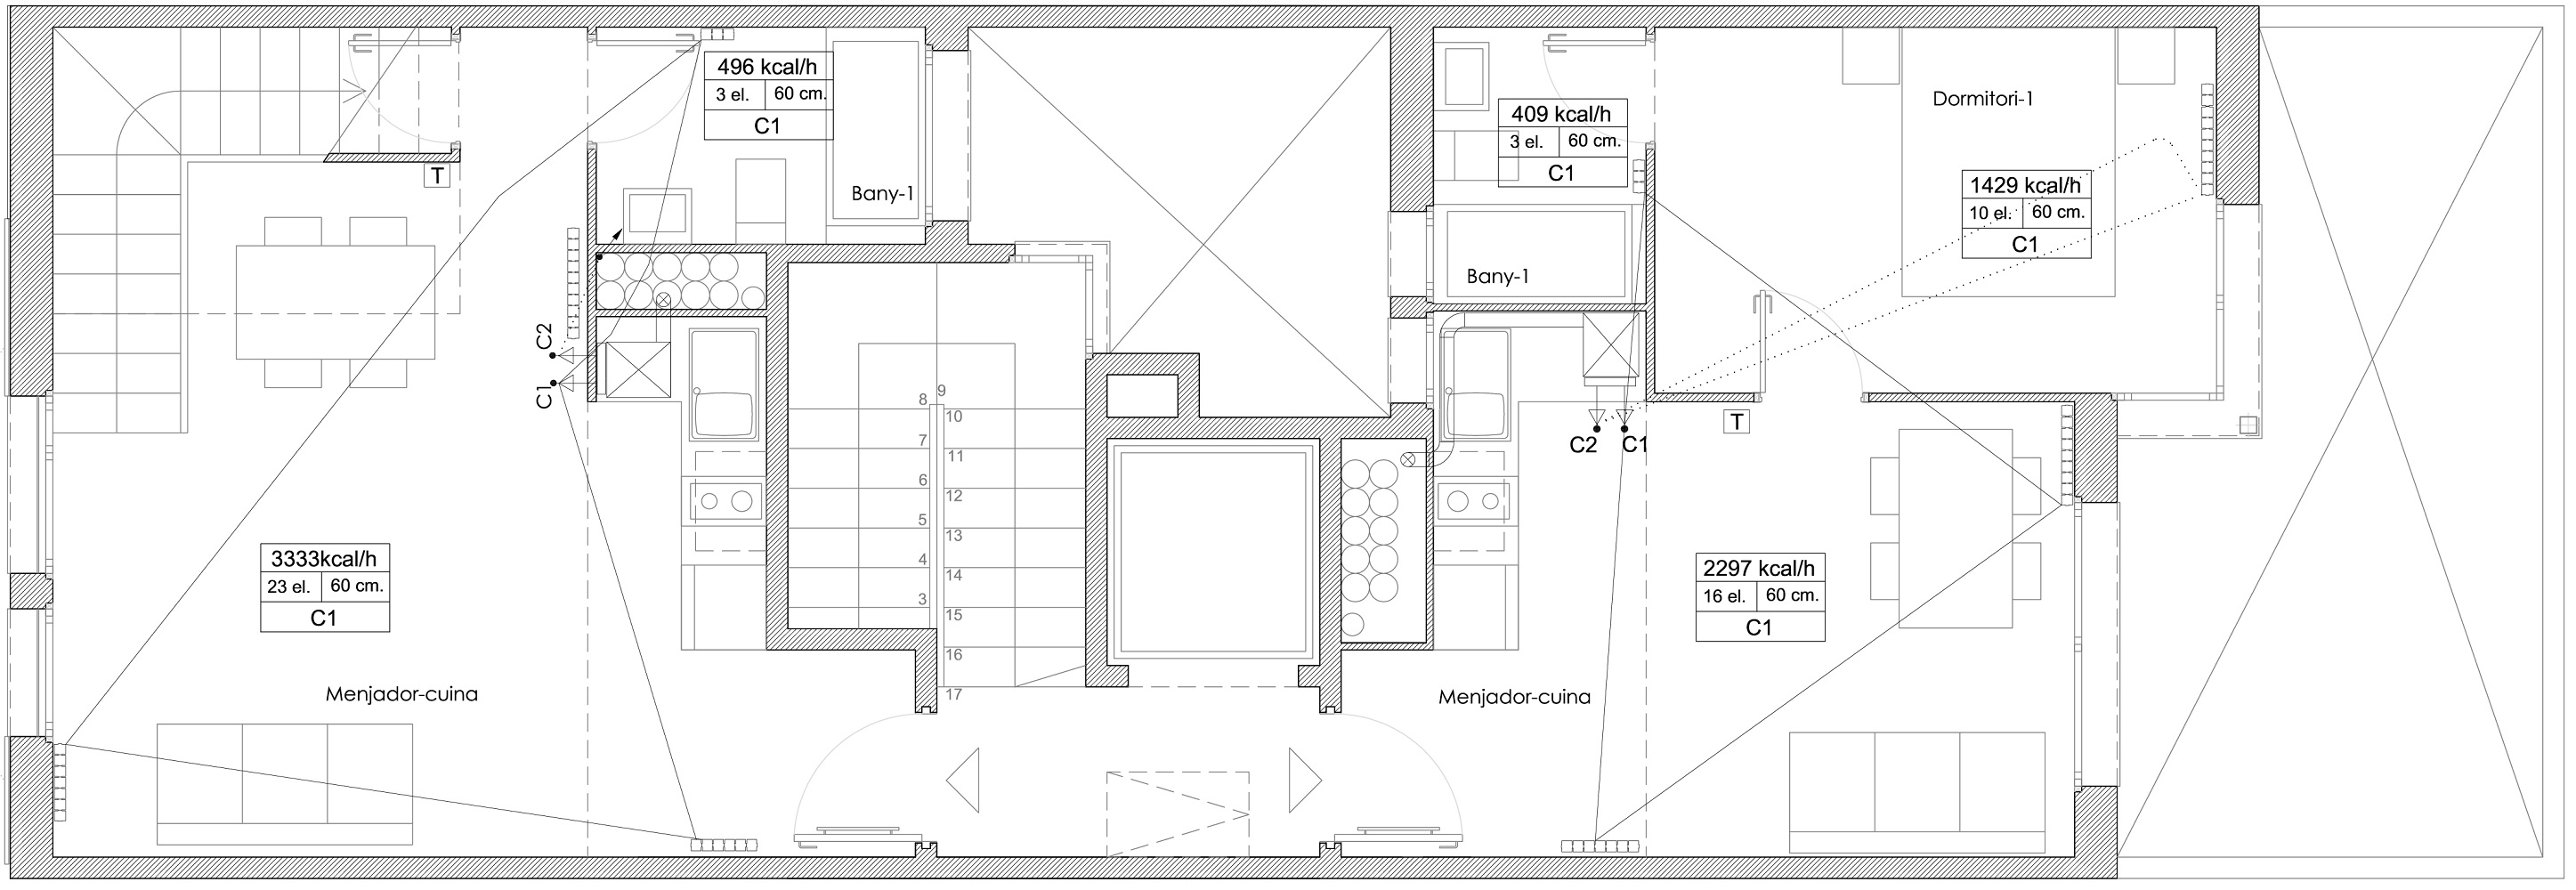 496 kcal/h
3 el. 60 cm.
C1
Bany-1
T
C2
C1
3333kcal/h
23 el. 60 cm.
C1
Menjador-cuina
9
8
10
7
11
6
12
5
13
4
14
3
15
16
17
409 kcal/h
3 el. 60 cm.
C1
Bany-1
Dormitori-1
1429 kcal/h
10 el. 60 cm.
C1
T
C2 C1
2297 kcal/h
16 el. 60 cm.
C1
Menjador-cuina